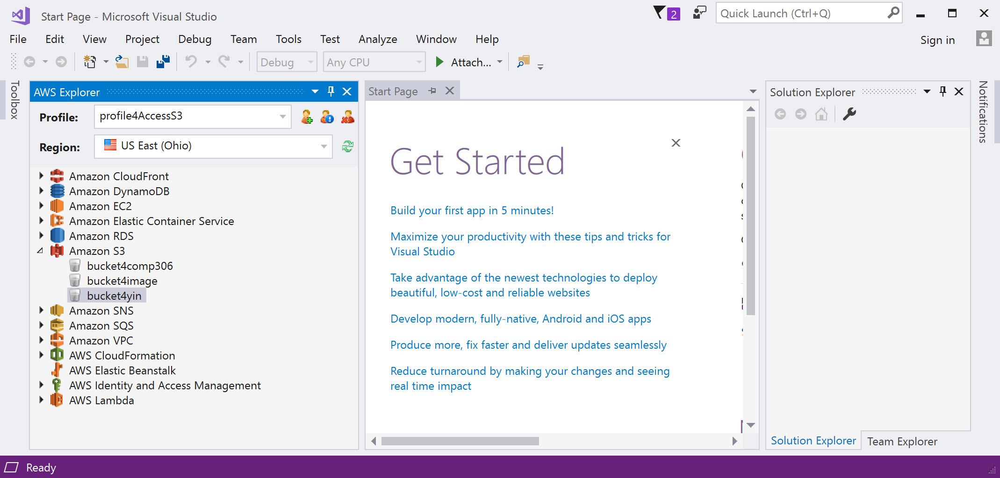 Start Page - Microsoft Visual Studio
2
Quick Launch (Ctrl+Q)
File Edit View Project Debug Team Tools Test Analyze Window Help
Sign in
Debug
Any CPU
Attach...
Toolbox
AWS Explorer
Profile:
profile4AccessS3
Region:
US East (Ohio)
Amazon CloudFront
Amazon DynamoDB
Amazon EC2
Amazon Elastic Container Service
Amazon RDS
Amazon S3
bucket4comp306
bucket4image
bucket4yin
Amazon SNS
Amazon SQS
Amazon VPC
AWS CloudFormation
AWS Elastic Beanstalk
AWS Identity and Access Management
AWS Lambda
Start Page
Get Started
Build your first app in 5 minutes!
Maximize your productivity with these tips and tricks for
Visual Studio
Take advantage of the newest technologies to deploy
beautiful, low-cost and reliable websites
Develop modern, fully-native, Android and iOS apps
Produce more, fix faster and deliver updates seamlessly
Reduce turnaround by making your changes and seeing
real time impact
Solution Explorer
Solution Explorer
Team Explorer
Notifications
Ready